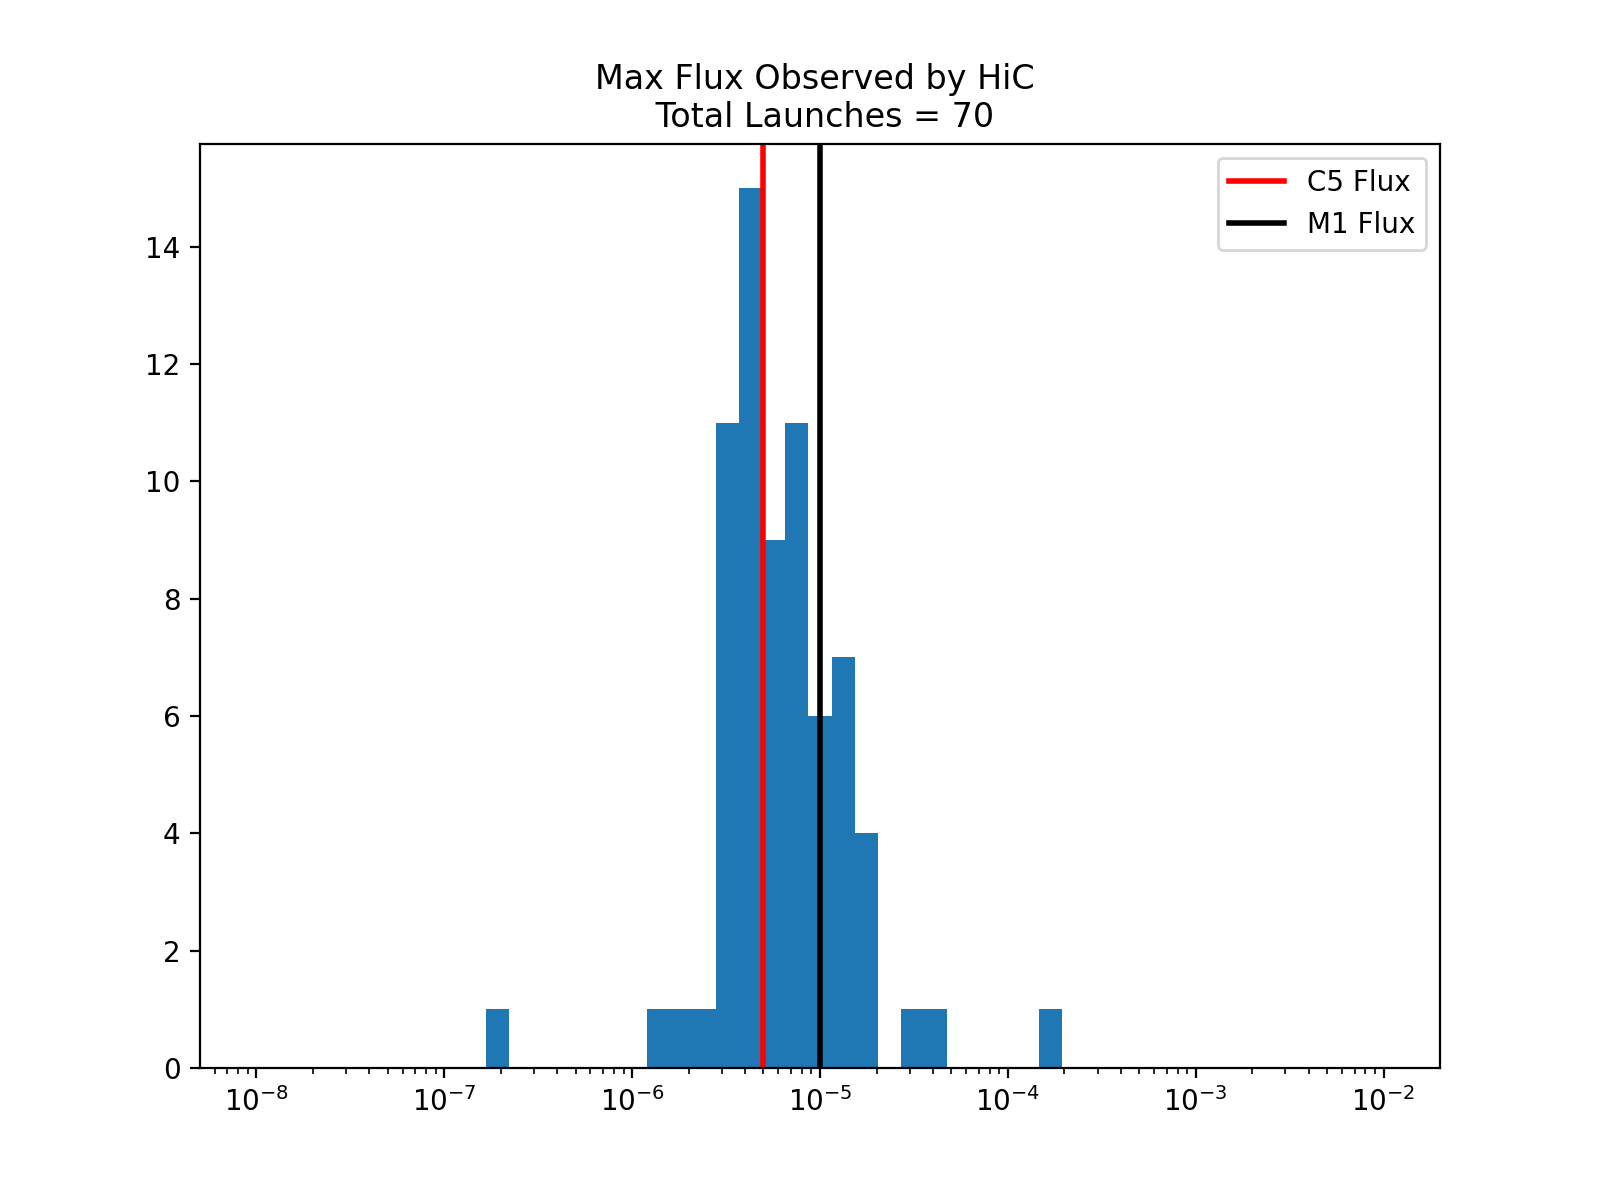 Max Flux Observed by HiC
Total Launches = 70
C5 Flux
M1 Flux
14
12
10
8
6
4
2
0
10⁻⁸ 10⁻⁷ 10⁻⁶ 10⁻⁵ 10⁻⁴ 10⁻³ 10⁻²